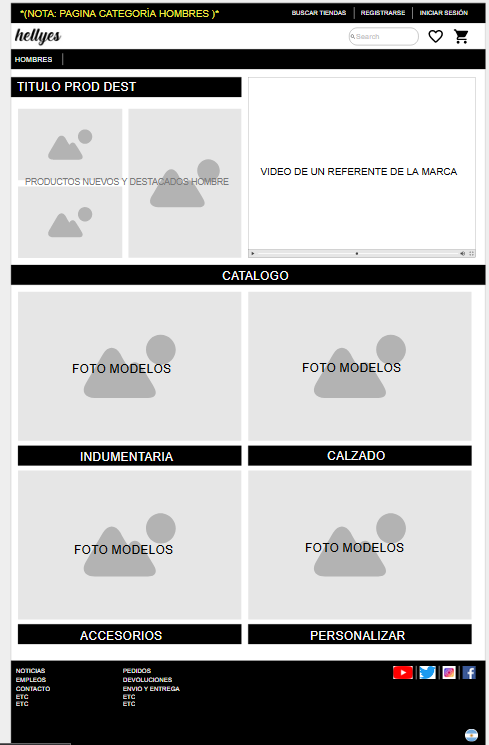 *(NOTA: PAGINA CATEGORÌA HOMBRES )*
BUSCAR TIENDAS
REGISTRARSE
INICIAR SESIÓN
hellyes
Search
HOMBRES
TITULO PROD DEST
PRODUCTOS NUEVOS Y DESTACADOS HOMBRE
VIDEO DE UN REFERENTE DE LA MARCA
CATALOGO
FOTO MODELOS
FOTO MODELOS
INDUMENTARIA
CALZADO
FOTO MODELOS
FOTO MODELOS
ACCESORIOS
PERSONALIZAR
NOTICIAS
EMPLEOS
CONTACTO
ETC
ETC
PEDIDOS
DEVOLUCIONES
ENVIO Y ENTREGA
ETC
ETC